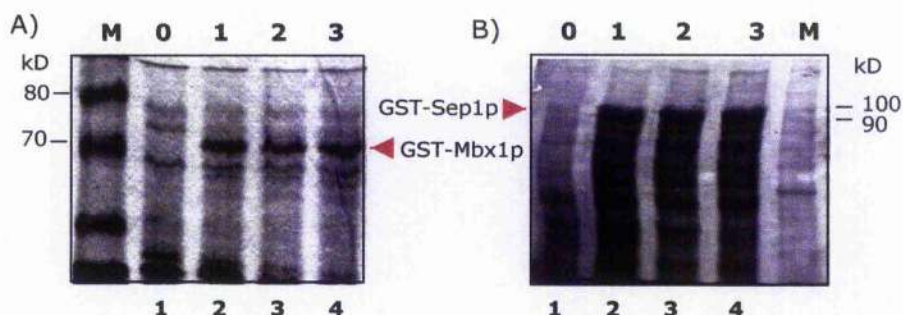 A)
M 0 1 2 3
kD
80
70
1 2 3 4
GST-Sep1p
GST-Mbx1p
B)
0 1 2 3 M
kD
100
90
1 2 3 4